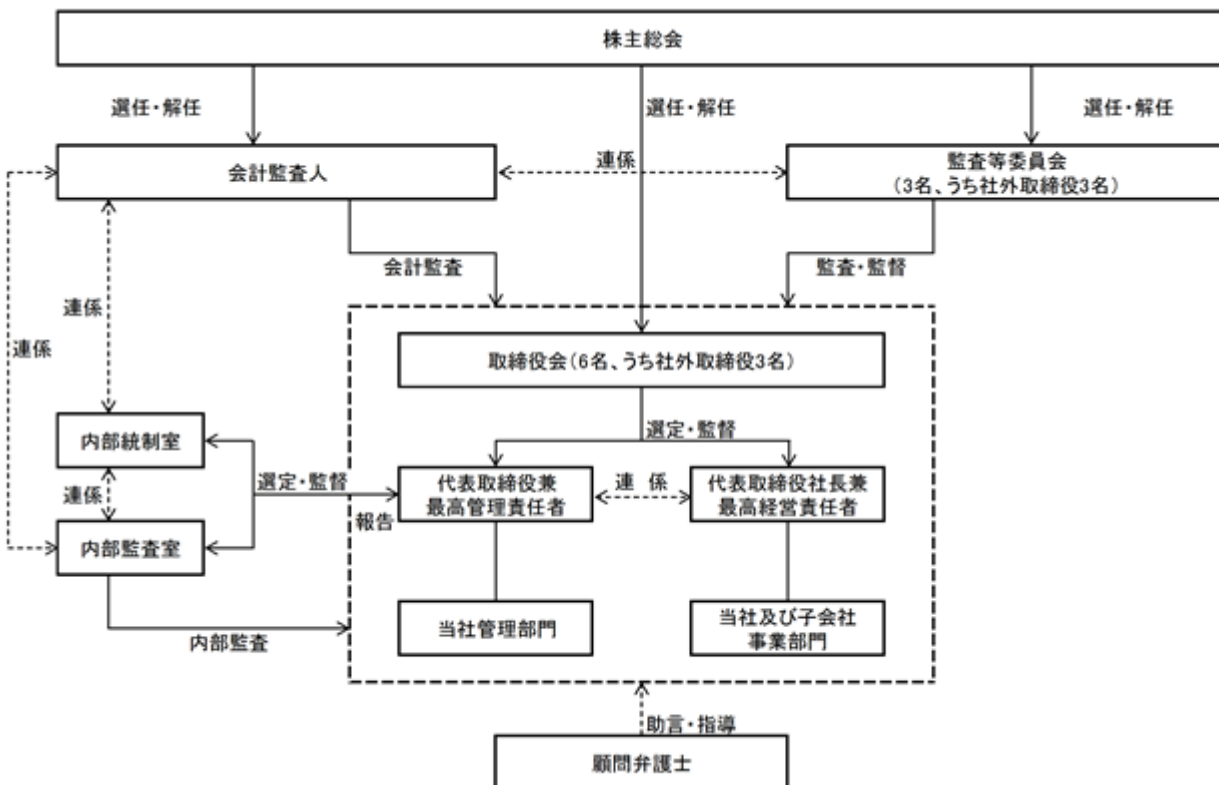 株主総会
選任・解任
選任・解任
選任・解任
会計監査人
連係
監査等委員会
(3名、うち社外取締役3名)
会計監査
監査・監督
連係
連係
取締役会(6名、うち社外取締役3名)
選定・監督
内部統制室
連係
選定・監督
報告
代表取締役兼
最高管理責任者
連 係
代表取締役社長兼
最高経営責任者
内部監査室
内部監査
当社管理部門
当社及び子会社
事業部門
助言・指導
顧問弁護士